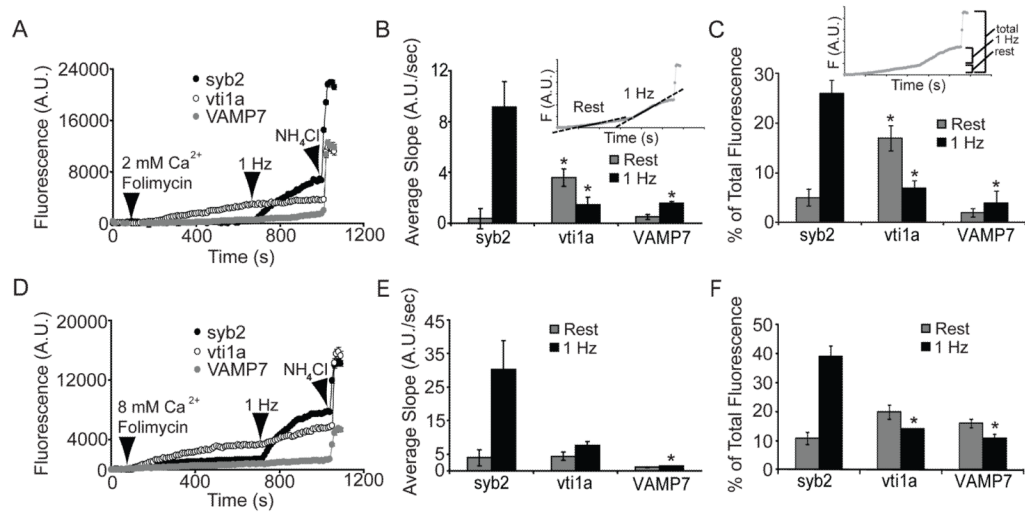 A
Fluorescence (A.U.)
24000
16000
8000
0
syb2
vti1a
VAMP7
NH4Cl
2 mM Ca2+
Folimycin
1 Hz
0 400 800 1200
Time (s)
B
Average Slope (A.U./sec)
12
8
4
0
F (A.U.)
Rest
1 Hz
Time (s)
Rest
1 Hz
*
*
*
syb2 vti1a VAMP7
C
% of Total Fluorescence
30
20
10
0
F (A.U.)
total
1 Hz
rest
Time (s)
Rest
1 Hz
*
*
*
syb2 vti1a VAMP7
D
Fluorescence (A.U.)
20000
12000
4000
0
syb2
vti1a
VAMP7
NH4Cl
8 mM Ca2+
Folimycin
1 Hz
0 400 800 1200
Time (s)
E
Average Slope (A.U./sec)
45
35
25
15
5
0
Rest
1 Hz
*
syb2 vti1a VAMP7
F
% of Total Fluorescence
50
40
30
20
10
0
Rest
1 Hz
*
*
syb2 vti1a VAMP7